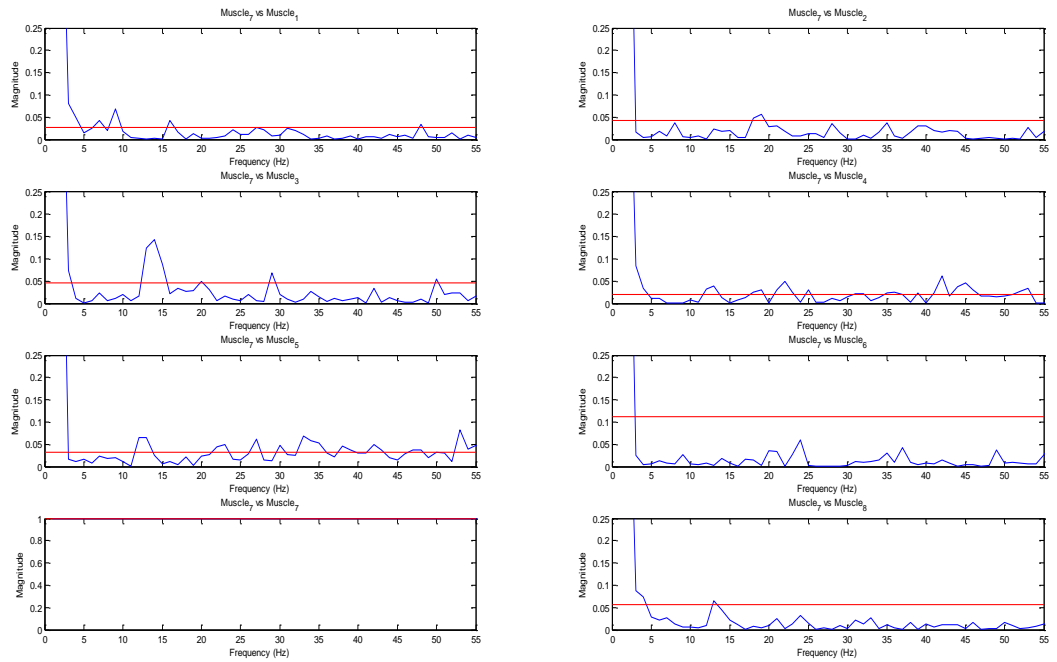 Muscle7 vs Muscle1
0.25
0.2
0.15
0.1
0.05
0
Magnitude
0 5 10 15 20 25 30 35 40 45 50 55
Frequency (Hz)
Muscle7 vs Muscle2
0.25
0.2
0.15
0.1
0.05
0
Magnitude
0 5 10 15 20 25 30 35 40 45 50 55
Frequency (Hz)
Muscle7 vs Muscle3
0.25
0.2
0.15
0.1
0.05
0
Magnitude
0 5 10 15 20 25 30 35 40 45 50 55
Frequency (Hz)
Muscle7 vs Muscle4
0.25
0.2
0.15
0.1
0.05
0
Magnitude
0 5 10 15 20 25 30 35 40 45 50 55
Frequency (Hz)
Muscle7 vs Muscle5
0.25
0.2
0.15
0.1
0.05
0
Magnitude
0 5 10 15 20 25 30 35 40 45 50 55
Frequency (Hz)
Muscle7 vs Muscle6
0.25
0.2
0.15
0.1
0.05
0
Magnitude
0 5 10 15 20 25 30 35 40 45 50 55
Frequency (Hz)
Muscle7 vs Muscle7
1
0.8
0.6
0.4
0.2
0
Magnitude
0 5 10 15 20 25 30 35 40 45 50 55
Frequency (Hz)
Muscle7 vs Muscle8
0.25
0.2
0.15
0.1
0.05
0
Magnitude
0 5 10 15 20 25 30 35 40 45 50 55
Frequency (Hz)